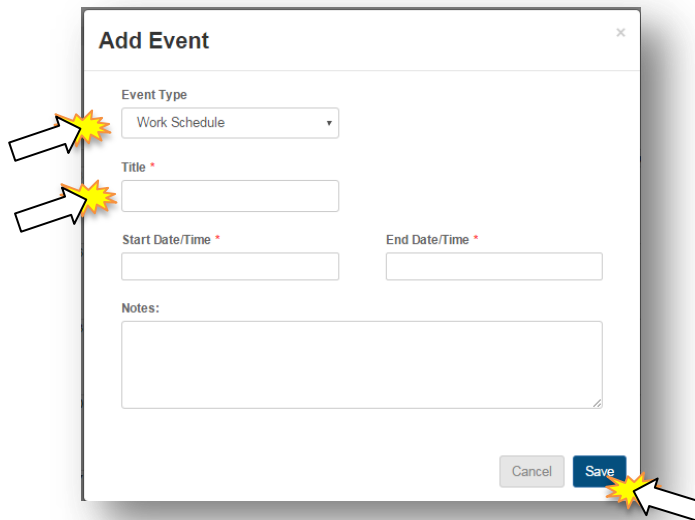 Add Event ×
Event Type
Work Schedule
Title *
Start Date/Time * End Date/Time *
Notes:
Cancel Save